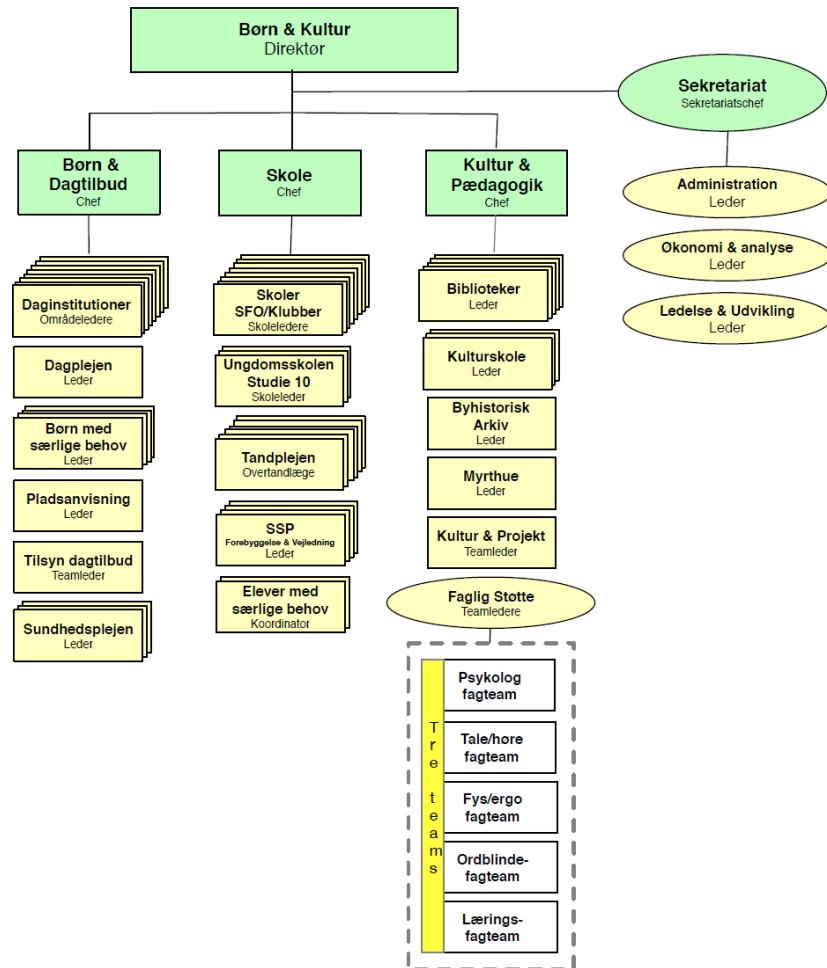 Børn & Kultur
Direktør
Sekretariat
Sekretariatschef
Administration
Leder
Økonomi & analyse
Leder
Ledelse & Udvikling
Leder
Børn &
Dagtilbud
Chef
Daginstitutioner
Områdeledere
Dagplejen
Leder
Børn med
særlige behov
Leder
Pladsanvisning
Leder
Tilsyn dagtilbud
Teamleder
Sundhedsplejen
Leder
Skole
Chef
Skoler
SFO/Klubber
Skoleledere
Ungdomsskolen
Studie 10
Skoleleder
Tandplejen
Overtandlæge
SSP
Forebyggelse & Vejledning
Leder
Elever med
særlige behov
Koordinator
Kultur &
Pædagogik
Chef
Biblioteker
Leder
Kulturskole
Leder
Byhistorisk
Arkiv
Leder
Myrthue
Leder
Kultur & Projekt
Teamleder
Faglig Støtte
Teamledere
Tre teams
Psykolog
fagteam
Tale/høre
fagteam
Fys/ergo
fagteam
Ordblinde-
fagteam
Lærings-
fagteam